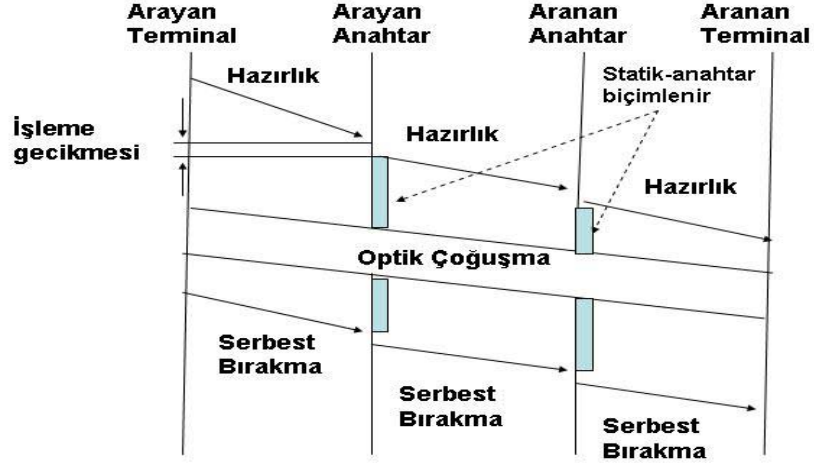 Arayan
Terminal
Arayan
Anahtar
Aranan
Anahtar
Aranan
Terminal
Hazırlık
Statik-anahtar
biçimlenir
İşleme
gecikmesi
Hazırlık
Hazırlık
Optik Çoğuşma
Serbest
Bırakma
Serbest
Bırakma
Serbest
Bırakma